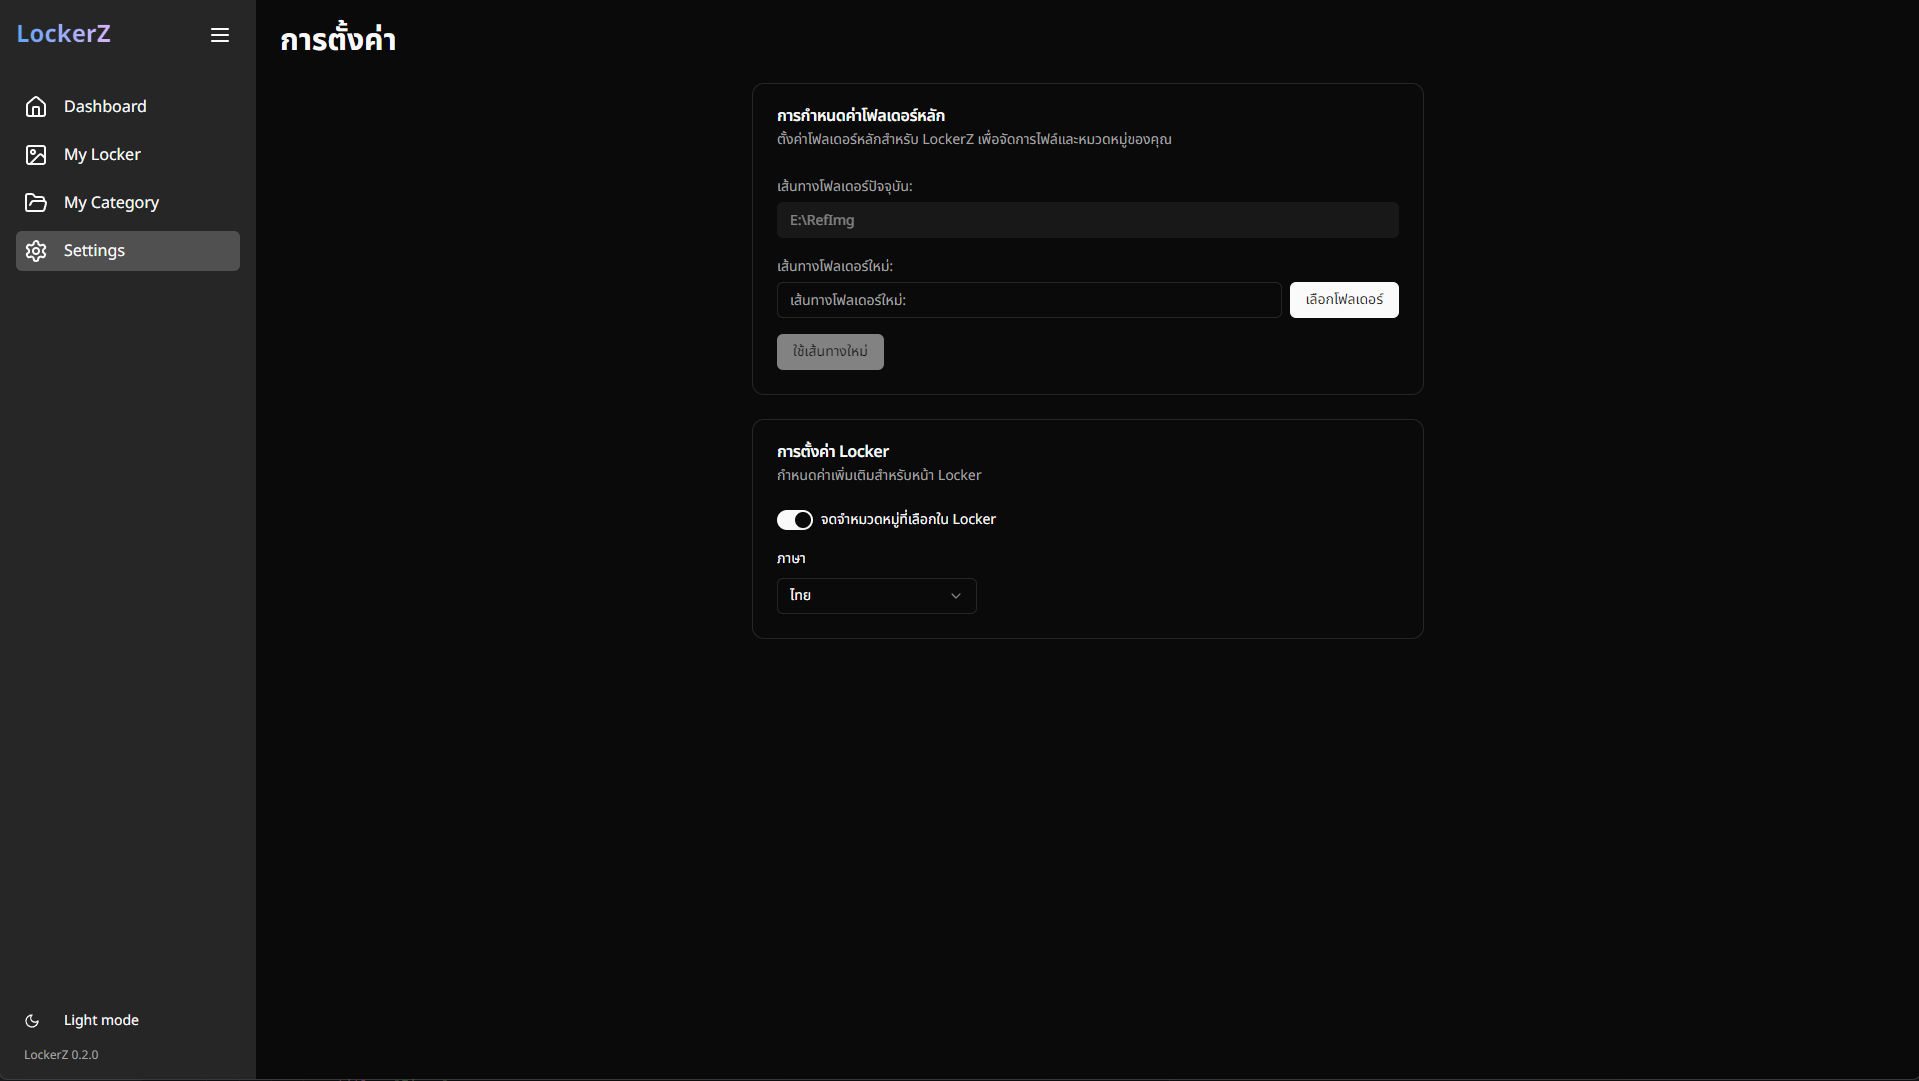 LockerZ
Dashboard
My Locker
My Category
Settings
Light mode
LockerZ 0.2.0
การตั้งค่า
การกำหนดค่าโฟลเดอร์หลัก
ตั้งค่าโฟลเดอร์หลักสำหรับ LockerZ เพื่อจัดการไฟล์และหมวดหมู่ของคุณ
เส้นทางโฟลเดอร์ปัจจุบัน:
E:\RefImg
เส้นทางโฟลเดอร์ใหม่:
เส้นทางโฟลเดอร์ใหม่:
เลือกโฟลเดอร์
ใช้เส้นทางใหม่
การตั้งค่า Locker
กำหนดค่าเพิ่มเติมสำหรับหน้า Locker
จดจำหมวดหมู่ที่เลือกใน Locker
ภาษา
ไทย